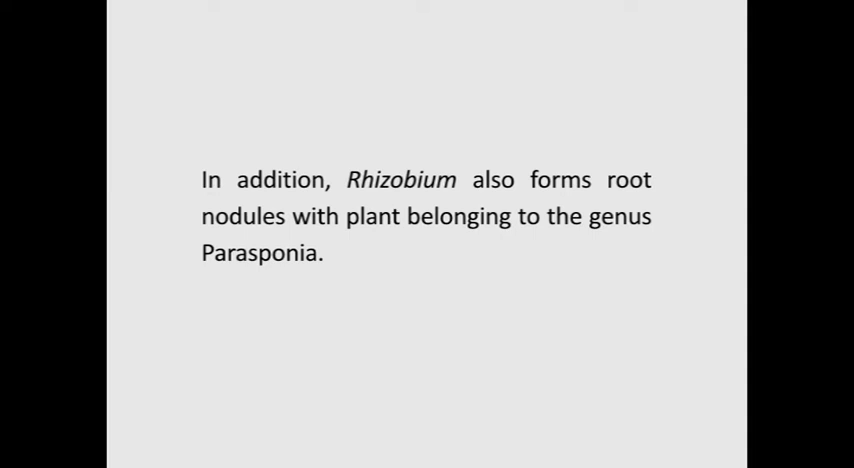 In addition, Rhizobium also forms root
nodules with plant belonging to the genus
Parasponia.